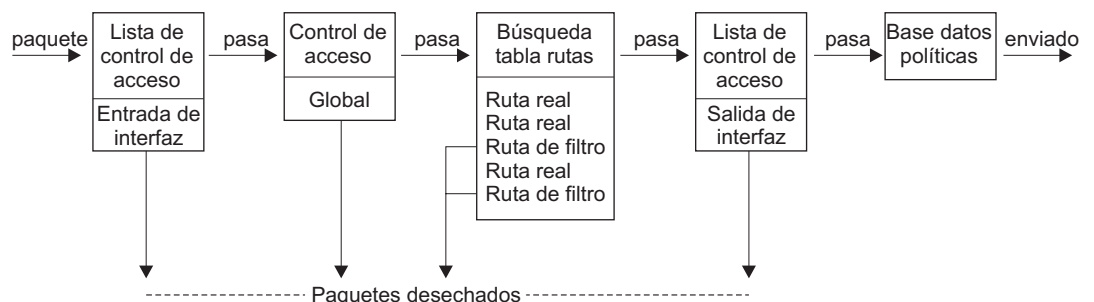 paquete
Lista de
control de
acceso
Entrada de
interfaz
pasa
Control de
acceso
Global
pasa
Búsqueda
tabla rutas
Ruta real
Ruta real
Ruta de filtro
Ruta real
Ruta de filtro
pasa
Lista de
control de
acceso
Salida de
interfaz
pasa
Base datos
políticas
enviado
Paquetes desechados